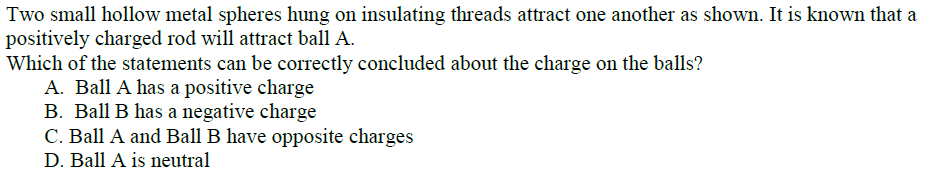 Two small hollow metal spheres hung on insulating threads attract one another as shown. It is known that a
positively charged rod will attract ball A.
Which of the statements can be correctly concluded about the charge on the balls?
A. Ball A has a positive charge
B. Ball B has a negative charge
C. Ball A and Ball B have opposite charges
D. Ball A is neutral